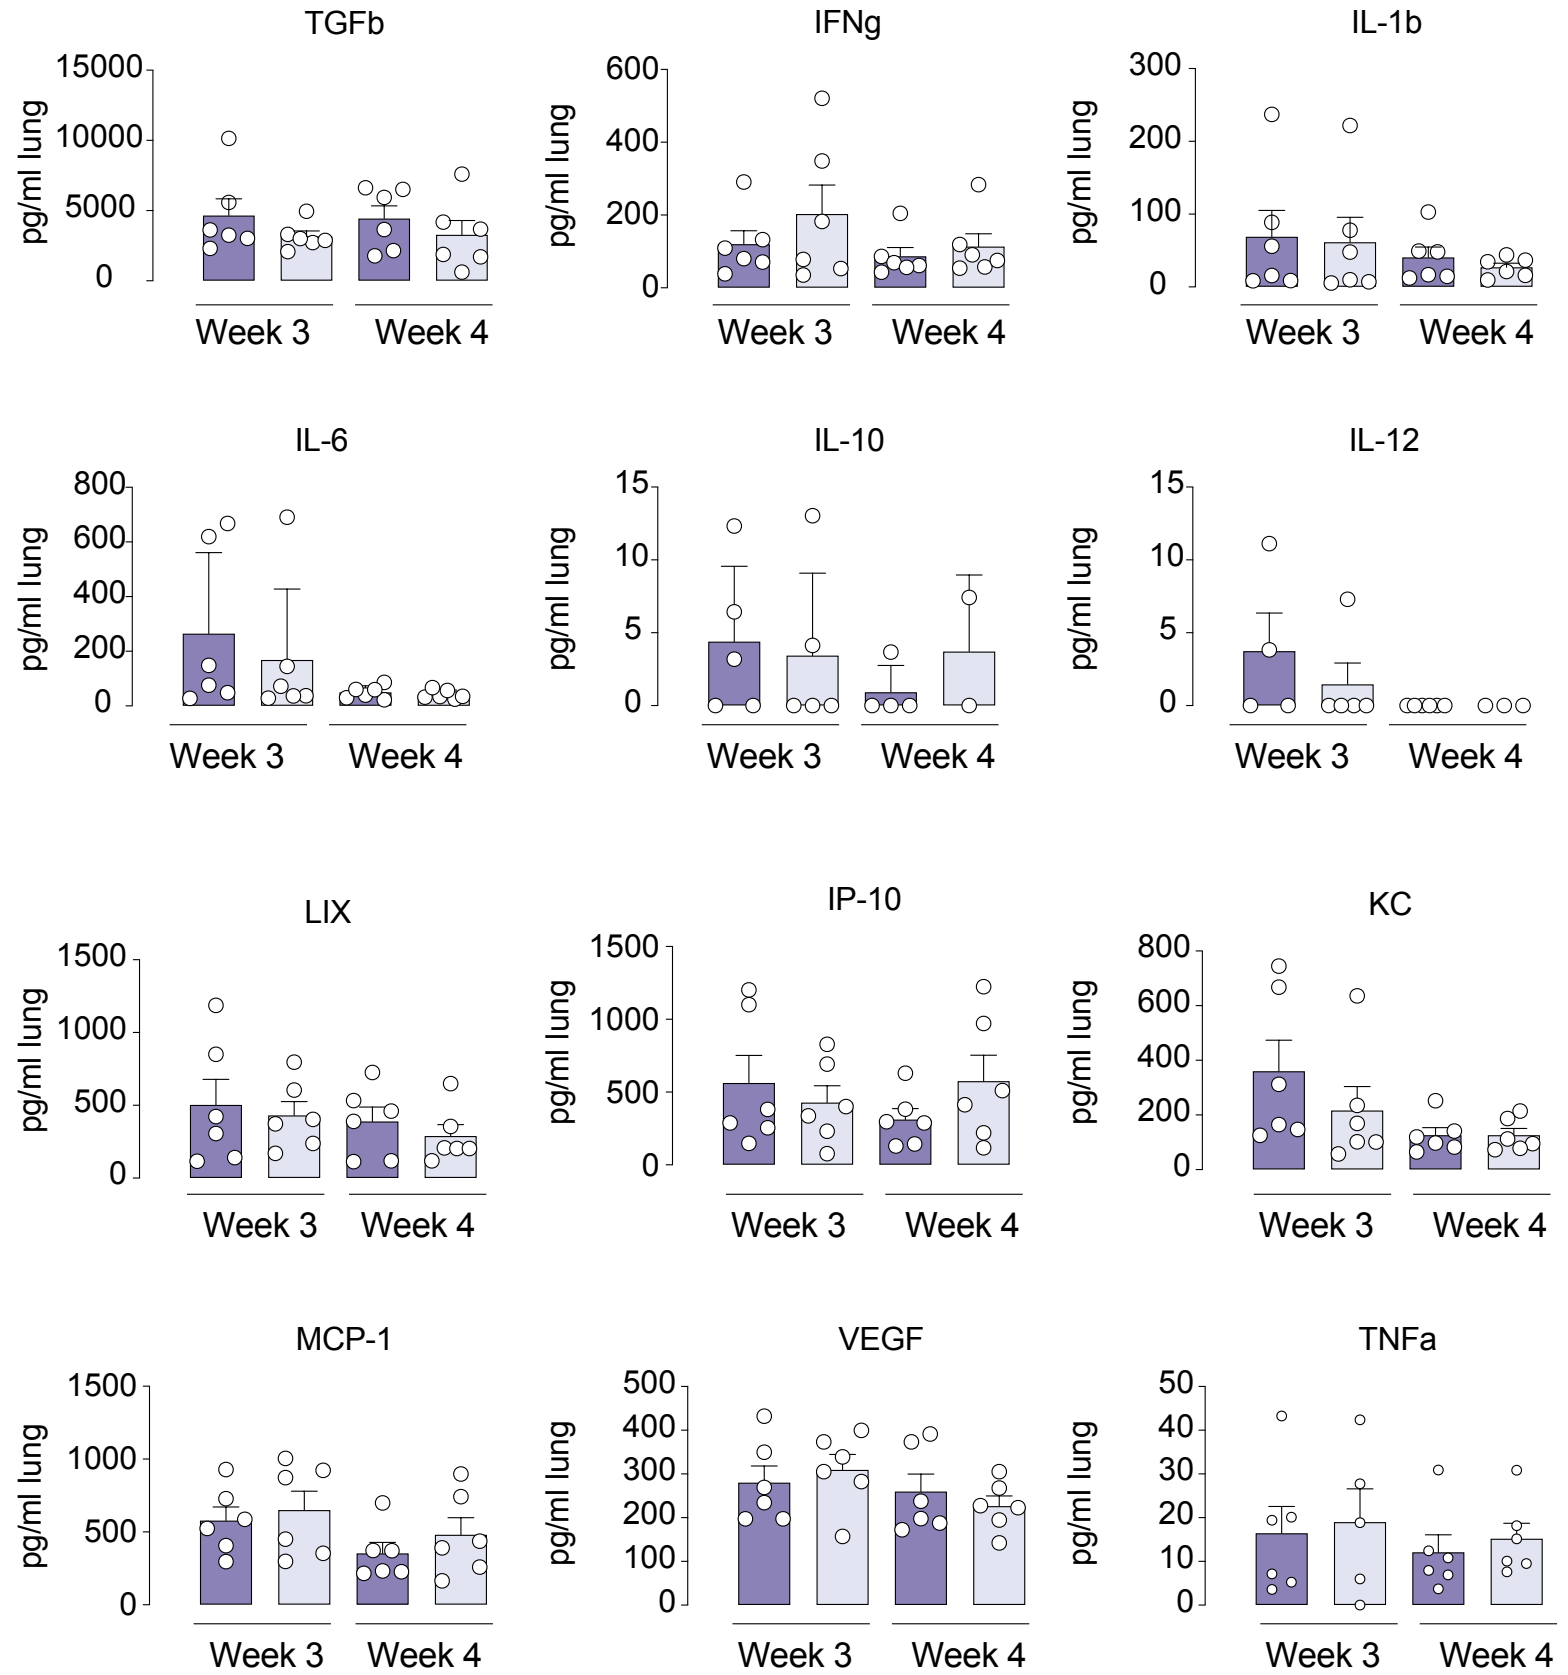 TGFb
15000
10000
5000
0
pg/ml lung
Week 3 Week 4
IFNg
600
400
200
0
pg/ml lung
Week 3 Week 4
IL-1b
300
200
100
0
pg/ml lung
Week 3 Week 4
IL-6
800
600
400
200
0
pg/ml lung
Week 3 Week 4
IL-10
15
10
5
0
pg/ml lung
Week 3 Week 4
IL-12
15
10
5
0
pg/ml lung
Week 3 Week 4
LIX
1500
1000
500
0
pg/ml lung
Week 3 Week 4
IP-10
1500
1000
500
0
pg/ml lung
Week 3 Week 4
KC
800
600
400
200
0
pg/ml lung
Week 3 Week 4
MCP-1
1500
1000
500
0
pg/ml lung
Week 3 Week 4
VEGF
500
400
300
200
100
0
pg/ml lung
Week 3 Week 4
TNFa
50
40
30
20
10
0
pg/ml lung
Week 3 Week 4